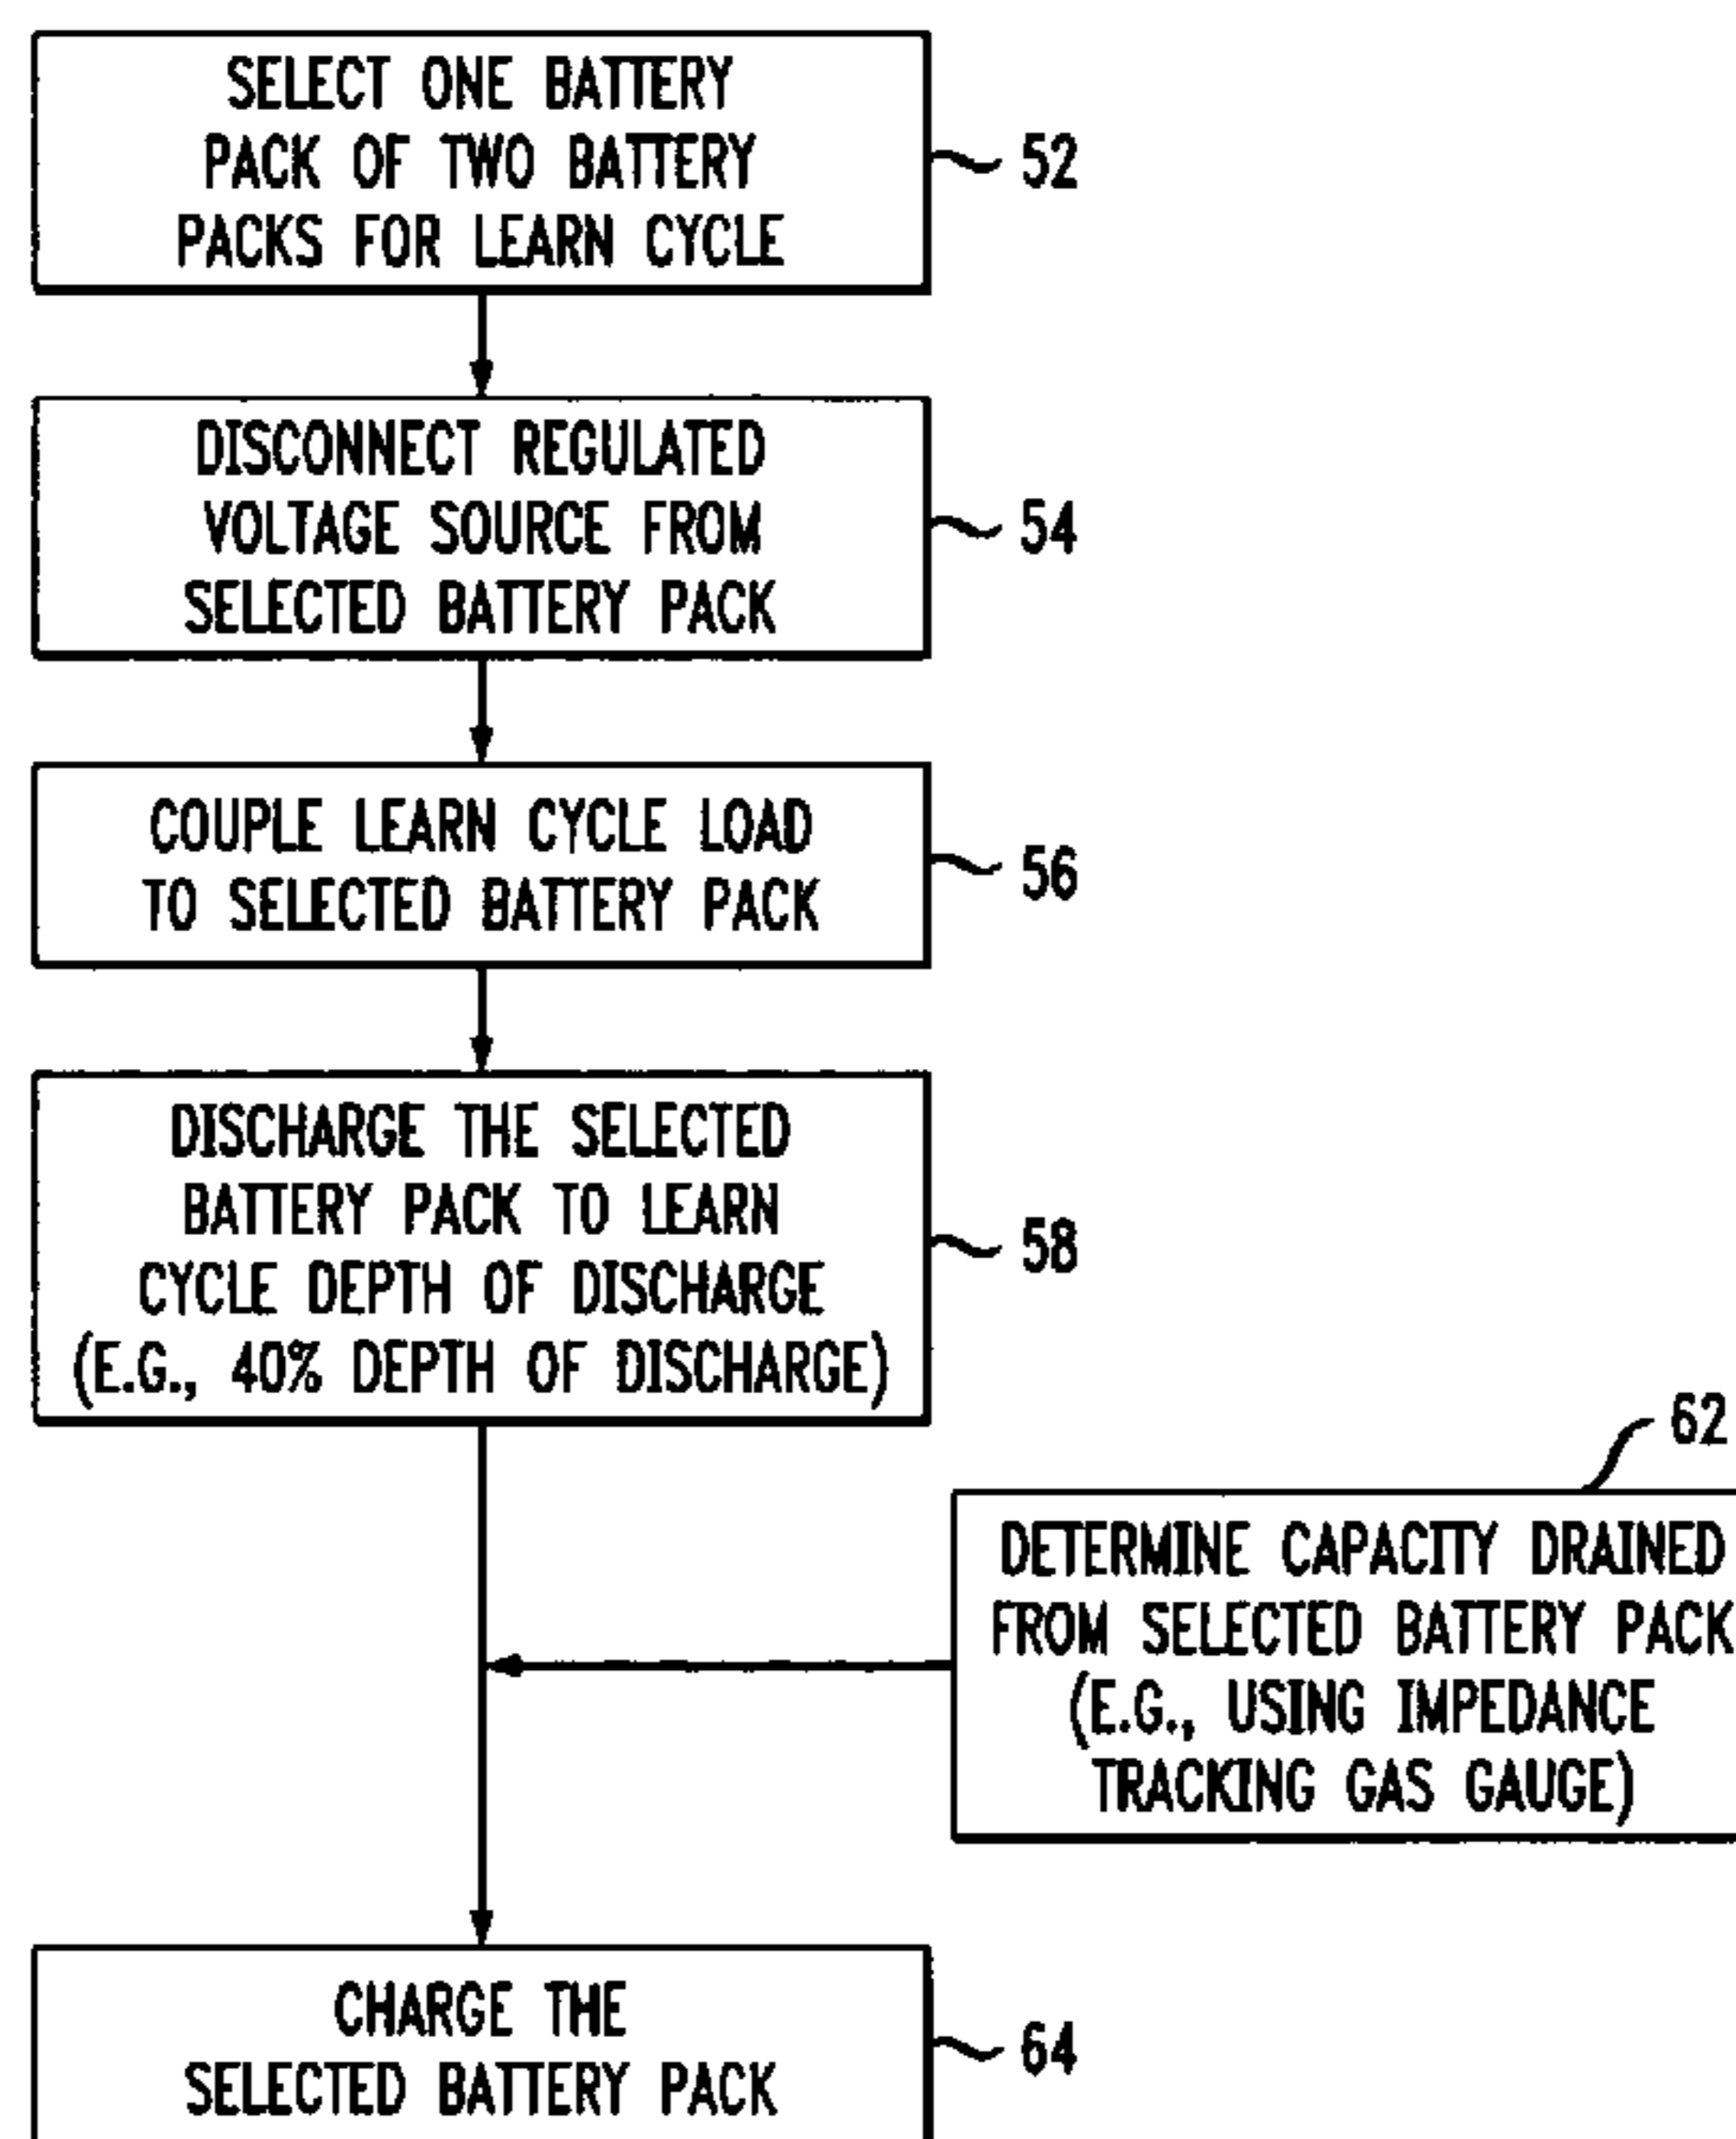 SELECT ONE BATTERY
PACK OF TWO BATTERY
PACKS FOR LEARN CYCLE
52
DISCONNECT REGULATED
VOLTAGE SOURCE FROM
SELECTED BATTERY PACK
54
COUPLE LEARN CYCLE LOAD
TO SELECTED BATTERY PACK
56
DISCHARGE THE SELECTED
BATTERY PACK TO LEARN
CYCLE DEPTH OF DISCHARGE
(E.G., 40% DEPTH OF DISCHARGE)
58
62
DETERMINE CAPACITY DRAINED
FROM SELECTED BATTERY PACK
(E.G., USING IMPEDANCE
TRACKING GAS GAUGE)
CHARGE THE
SELECTED BATTERY PACK
64